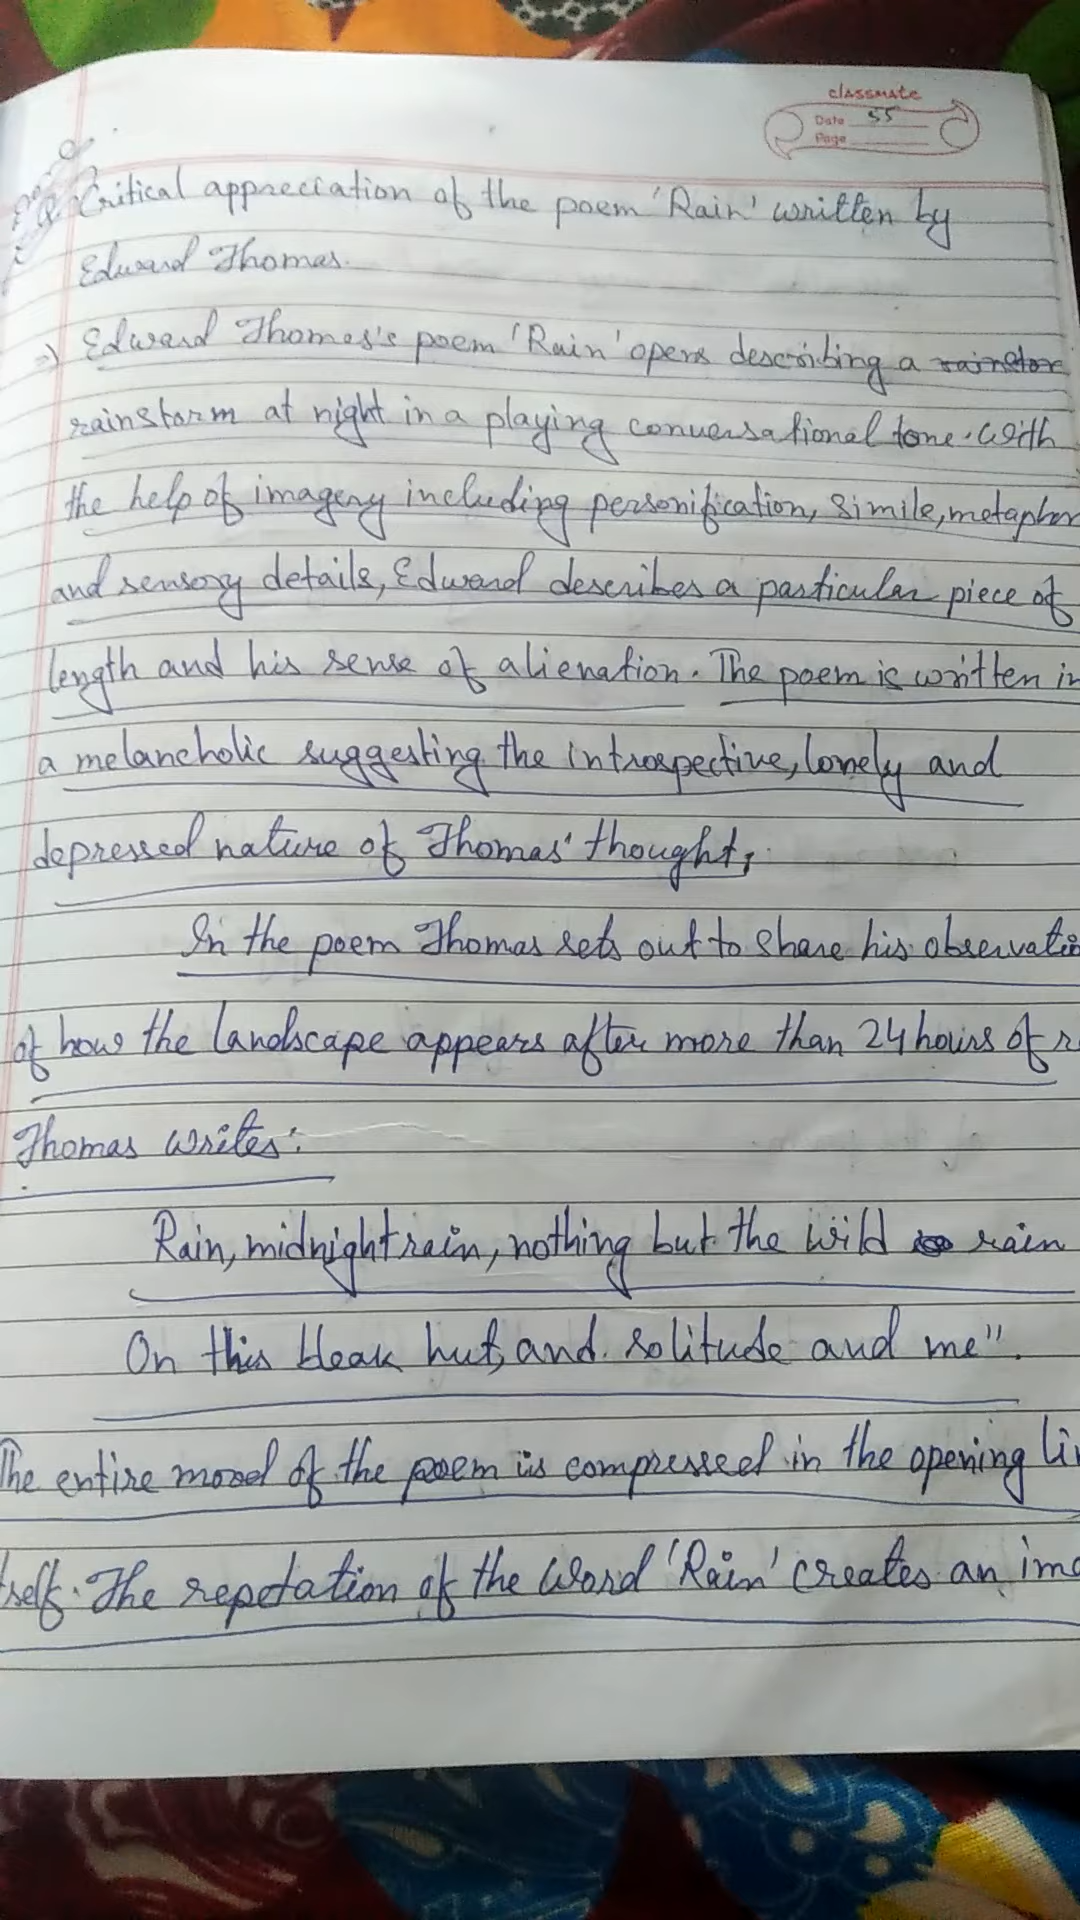 classmate
Date 55
Page
Q. Critical appreciation of the poem 'Rain' written by
Edward Thomas.
⇒) Edward Thomas's poem 'Rain' opens describing a rainstor
rainstorm at night in a playing conversational tone. With
the help of imagery including personification, simile, metaphor
and sensory details, Edward describes a particular piece of
length and his sense of alienation. The poem is written in
a melancholic suggesting the introspective, lonely and
depressed nature of Thomas' thought,
In the poem Thomas sets out to share his observatio
of how the landscape appears after more than 24 hours of r
Thomas writes:
Rain, midnight rain, nothing but the wild rain
On this bleak hut, and solitude and me".
The entire mood of the poem is compressed in the opening li
tself. The repetation of the word 'Rain' creates an ima